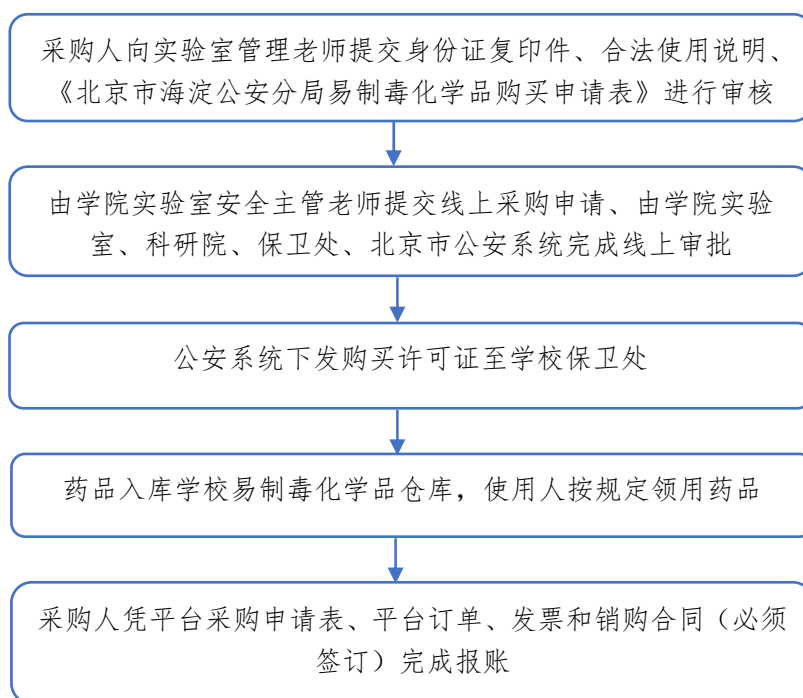 采购人向实验室管理老师提交身份证复印件、合法使用说明、
《北京市海淀公安分局易制毒化学品购买申请表》进行审核
由学院实验室安全主管老师提交线上采购申请、由学院实验
室、科研院、保卫处、北京市公安系统完成线上审批
公安系统下发购买许可证至学校保卫处
药品入库学校易制毒化学品仓库，使用人按规定领用药品
采购人凭平台采购申请表、平台订单、发票和销购合同（必须
签订）完成报账